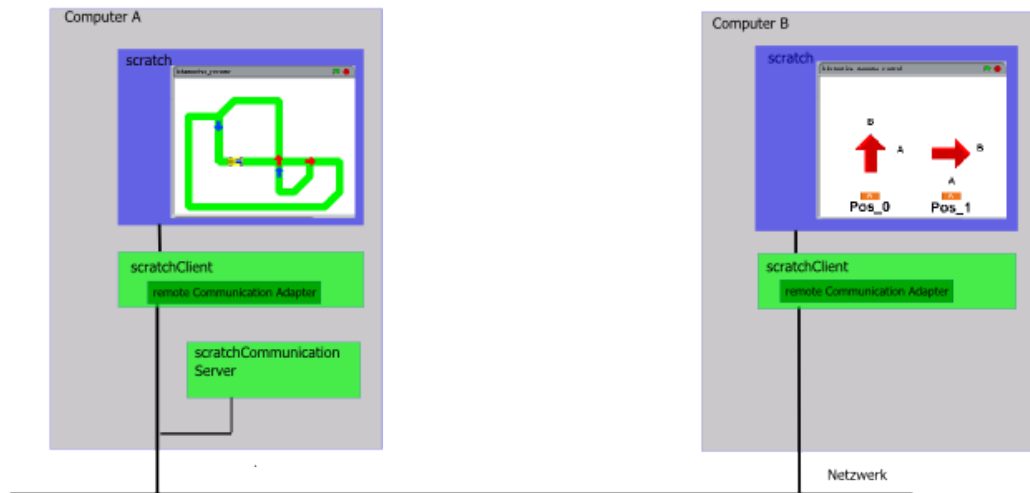 Computer A
scratch
scratchClient
remote Communication Adapter
scratchCommunication
Server
Computer B
scratch
B
A
B
A
Pos_0
Pos_1
scratchClient
remote Communication Adapter
Netzwerk